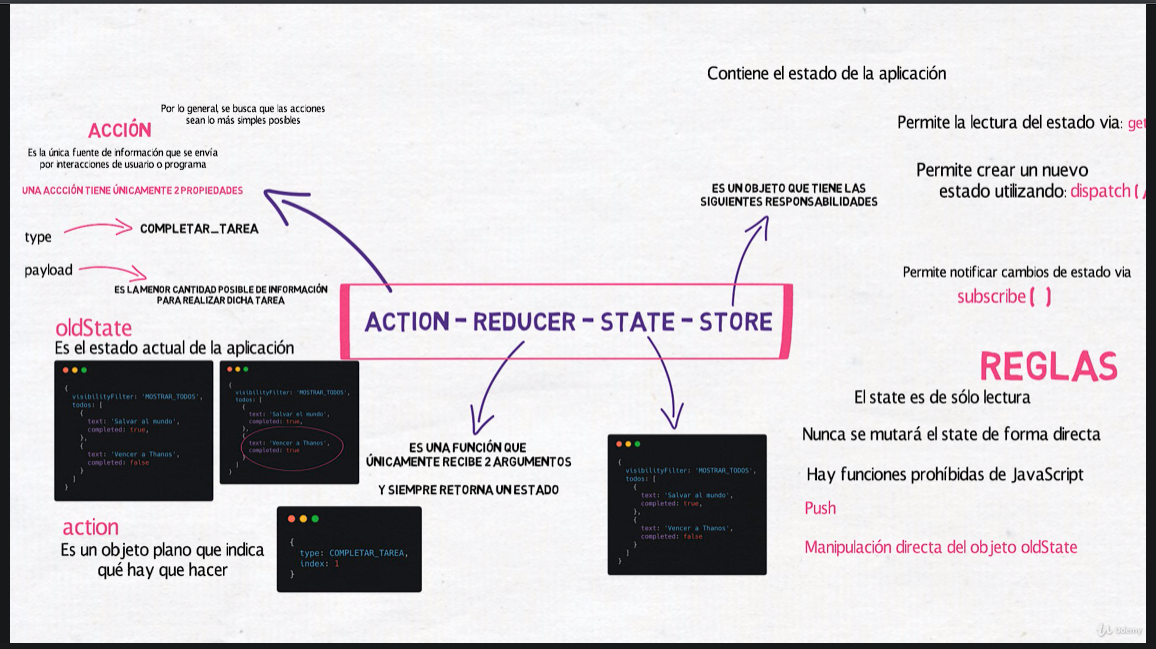 Por lo general, se busca que las acciones
sean lo más simples posibles
ACCIÓN
Es la única fuente de información que se envía
por interacciones de usuario o programa
UNA ACCCIÓN TIENE ÚNICAMENTE 2 PROPIEDADES
type
COMPLETAR_TAREA
payload
ES LA MENOR CANTIDAD POSIBLE DE INFORMACIÓN
PARA REALIZAR DICHA TAREA
Contiene el estado de la aplicación
Permite la lectura del estado via: get
Permite crear un nuevo
estado utilizando: dispatch(
ES UN OBJETO QUE TIENE LAS
SIGUIENTES RESPONSABILIDADES
Permite notificar cambios de estado via
subscribe( )
ACTION - REDUCER - STATE - STORE
oldState
Es el estado actual de la aplicación
{
visibilityFilter: 'MOSTRAR_TODOS',
todos: [
{
text: 'Salvar al mundo',
completed: true,
},
{
text: 'Vencer a Thanos',
completed: false
}
]
}
{
visibilityFilter: 'MOSTRAR_TODOS',
todos: [
{
text: 'Salvar al mundo',
completed: true,
},
{
text: 'Vencer a Thanos',
completed: true
}
]
}
action
Es un objeto plano que indica
qué hay que hacer
{
type: COMPLETAR_TAREA,
index: 1
}
ES UNA FUNCIÓN QUE
ÚNICAMENTE RECIBE 2 ARGUMENTOS
Y SIEMPRE RETORNA UN ESTADO
{
visibilityFilter: 'MOSTRAR_TODOS',
todos: [
{
text: 'Salvar al mundo',
completed: true,
},
{
text: 'Vencer a Thanos',
completed: false
}
]
}
REGLAS
El state es de sólo lectura
Nunca se mutará el state de forma directa
Hay funciones prohíbidas de JavaScript
Push
Manipulación directa del objeto oldState
Udemy